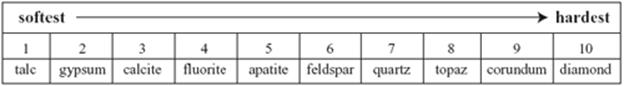 softest hardest
1 2 3 4 5 6 7 8 9 10
talc gypsum calcite fluorite apatite feldspar quartz topaz corundum diamond